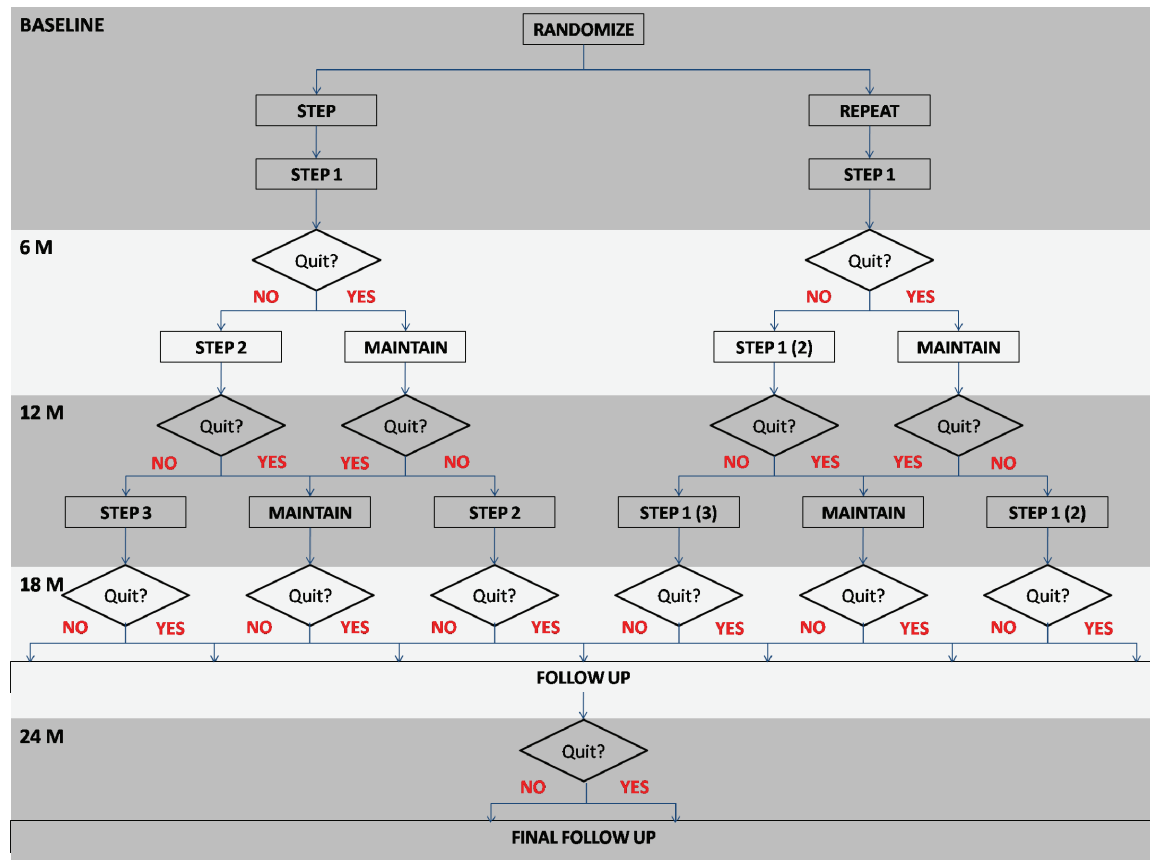 BASELINE
RANDOMIZE
STEP
REPEAT
STEP 1
STEP 1
6 M
Quit?
Quit?
NO
YES
NO
YES
STEP 2
MAINTAIN
STEP 1 (2)
MAINTAIN
12 M
Quit?
Quit?
Quit?
Quit?
NO
YES
YES
NO
NO
YES
YES
NO
STEP 3
MAINTAIN
STEP 2
STEP 1 (3)
MAINTAIN
STEP 1 (2)
18 M
Quit?
Quit?
Quit?
Quit?
Quit?
Quit?
NO
YES
NO
YES
NO
YES
NO
YES
NO
YES
NO
YES
FOLLOW UP
24 M
Quit?
NO
YES
FINAL FOLLOW UP